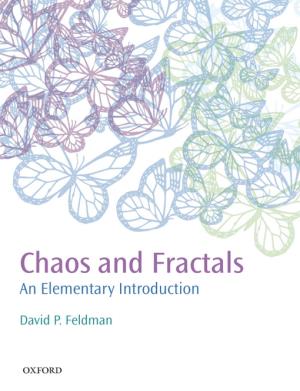 Chaos and Fractals
An Elementary Introduction
David P. Feldman
OXFORD